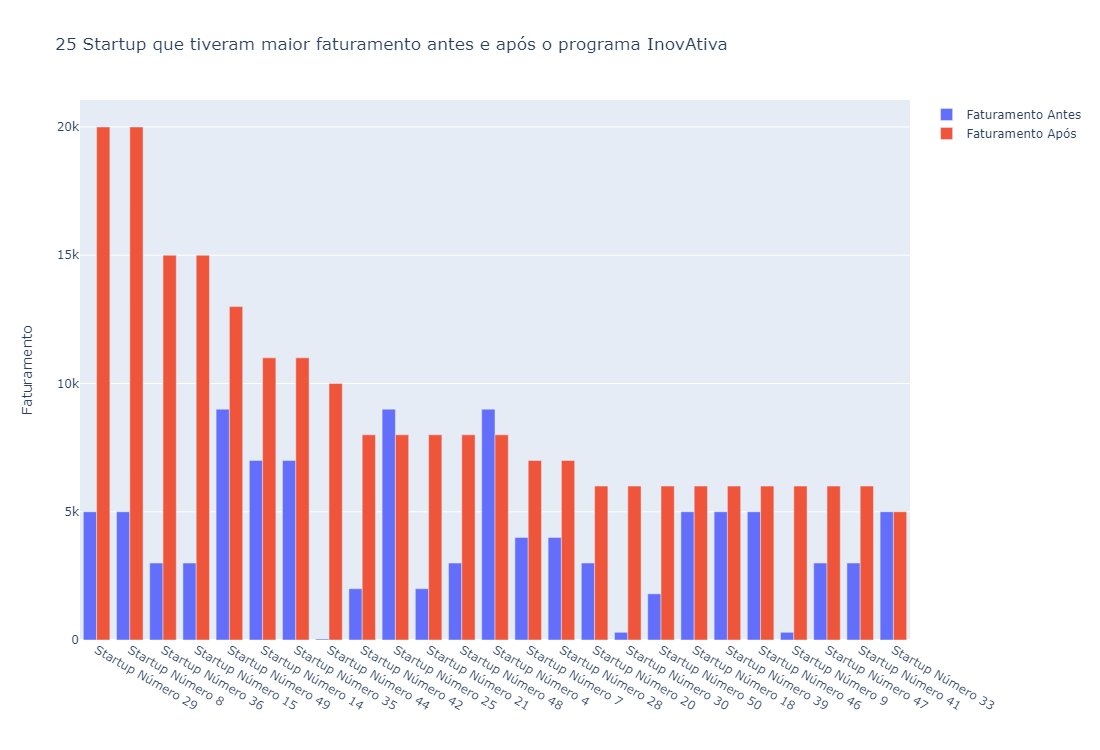 25 Startup que tiveram maior faturamento antes e após o programa InovAtiva
Faturamento Antes
Faturamento Após
Faturamento
20k
15k
10k
5k
0
Startup Número 29
Startup Número 8
Startup Número 36
Startup Número 15
Startup Número 49
Startup Número 14
Startup Número 35
Startup Número 44
Startup Número 42
Startup Número 25
Startup Número 21
Startup Número 48
Startup Número 4
Startup Número 7
Startup Número 28
Startup Número 20
Startup Número 30
Startup Número 50
Startup Número 18
Startup Número 39
Startup Número 46
Startup Número 9
Startup Número 47
Startup Número 41
Startup Número 33